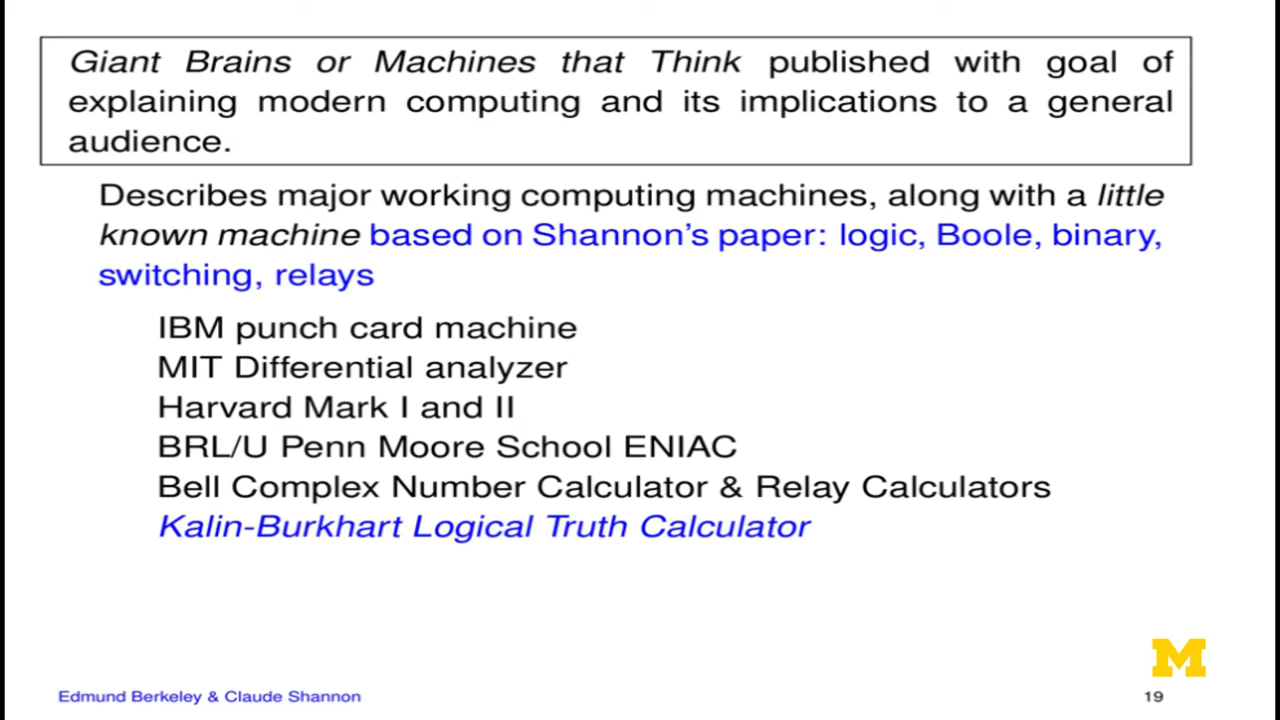 Giant Brains or Machines that Think published with goal of
explaining modern computing and its implications to a general
audience.
Describes major working computing machines, along with a little
known machine based on Shannon's paper: logic, Boole, binary,
switching, relays
IBM punch card machine
MIT Differential analyzer
Harvard Mark I and II
BRL/U Penn Moore School ENIAC
Bell Complex Number Calculator & Relay Calculators
Kalin-Burkhart Logical Truth Calculator
M
Edmund Berkeley & Claude Shannon
19